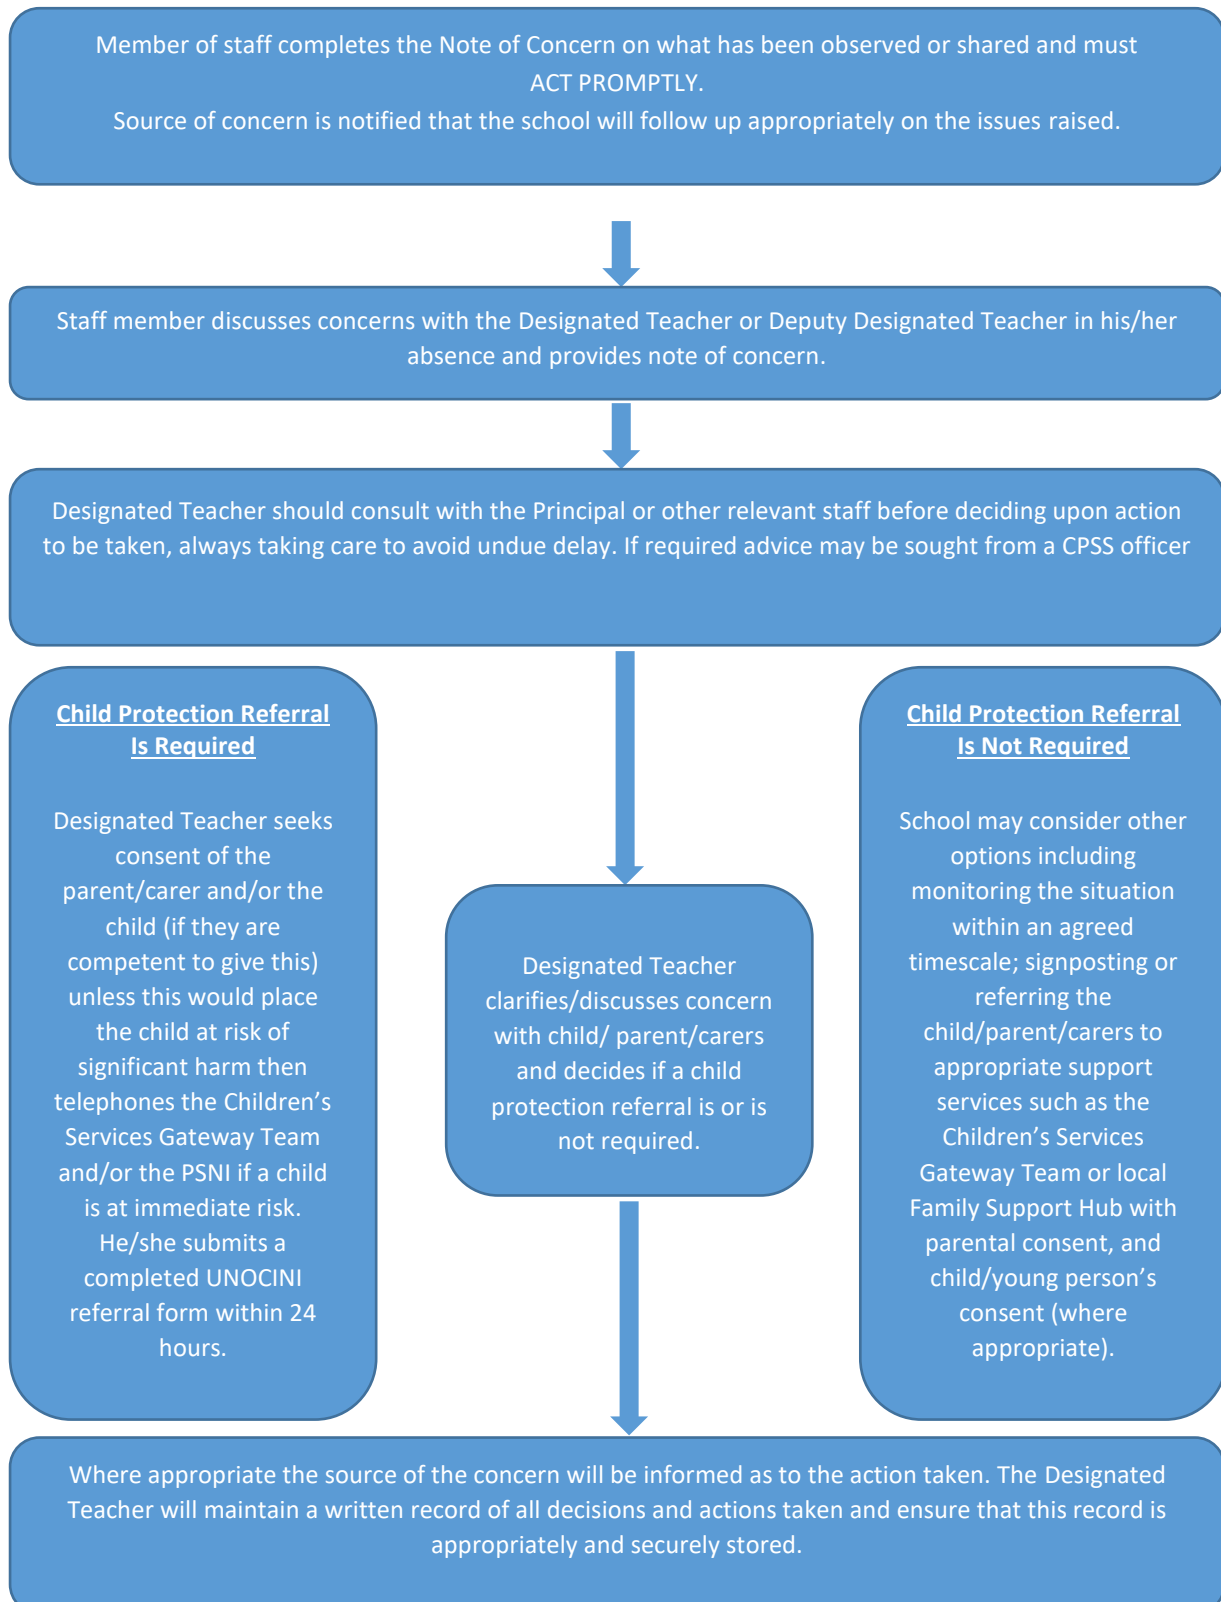 Member of staff completes the Note of Concern on what has been observed or shared and must
ACT PROMPTLY.
Source of concern is notified that the school will follow up appropriately on the issues raised.
Staff member discusses concerns with the Designated Teacher or Deputy Designated Teacher in his/her
absence and provides note of concern.
Designated Teacher should consult with the Principal or other relevant staff before deciding upon action
to be taken, always taking care to avoid undue delay. If required advice may be sought from a CPSS officer
Child Protection Referral
Is Required
Designated Teacher seeks
consent of the
parent/carer and/or the
child (if they are
competent to give this)
unless this would place
the child at risk of
significant harm then
telephones the Children's
Services Gateway Team
and/or the PSNI if a child
is at immediate risk.
He/she submits a
completed UNOCINI
referral form within 24
hours.
Designated Teacher
clarifies/discusses concern
with child/ parent/carers
and decides if a child
protection referral is or is
not required.
Child Protection Referral
Is Not Required
School may consider other
options including
monitoring the situation
within an agreed
timescale; signposting or
referring the
child/parent/carers to
appropriate support
services such as the
Children's Services
Gateway Team or local
Family Support Hub with
parental consent, and
child/young person's
consent (where
appropriate).
Where appropriate the source of the concern will be informed as to the action taken. The Designated
Teacher will maintain a written record of all decisions and actions taken and ensure that this record is
appropriately and securely stored.